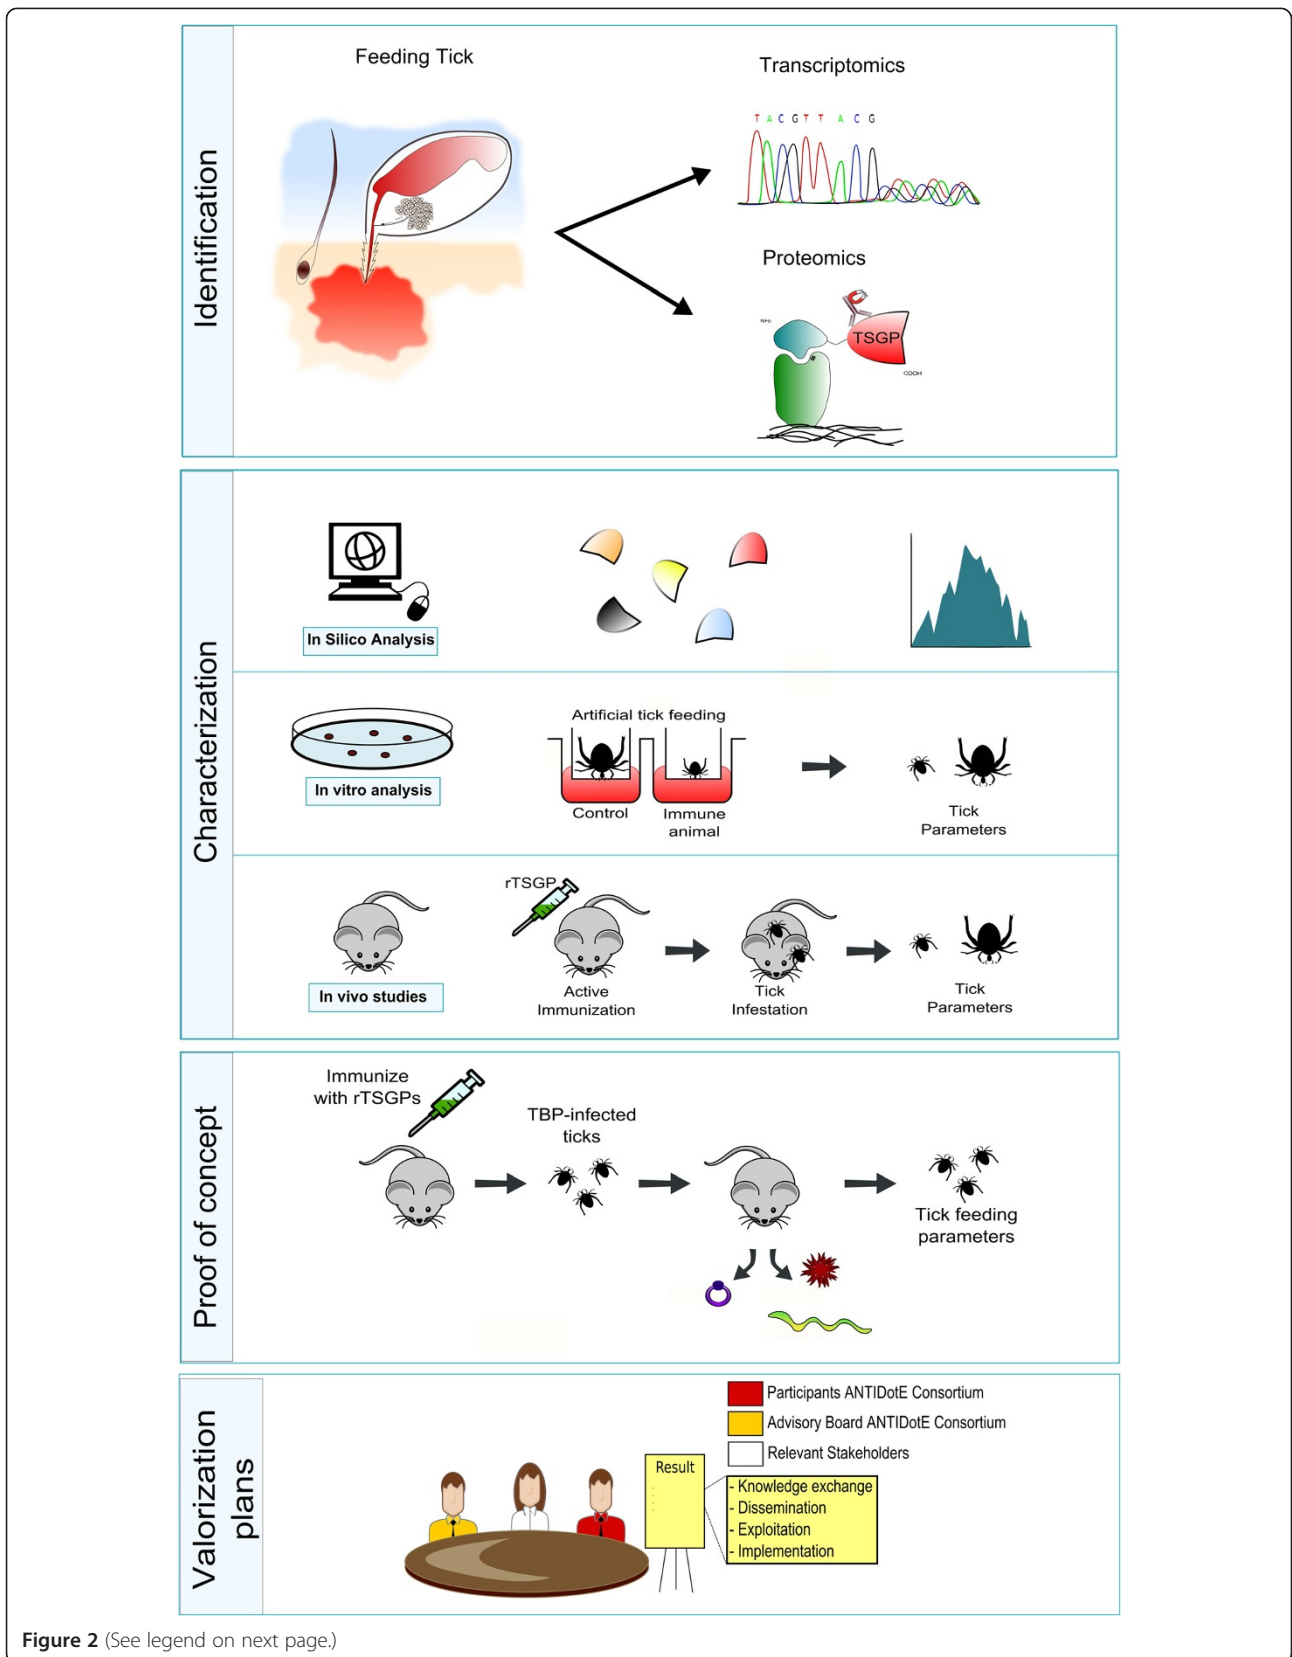 Identification
Feeding Tick
Transcriptomics
T A C G T T A C G
Proteomics
NH₂
TSGP
COOH
Characterization
In Silico Analysis
In vitro analysis
Artificial tick feeding
Control
Immune
animal
Tick
Parameters
In vivo studies
rTSGP
Active
Immunization
Tick
Infestation
Tick
Parameters
Proof of concept
Immunize
with rTSGPs
TBP-infected
ticks
Tick feeding
parameters
Valorization
plans
Participants ANTIDotE Consortium
Advisory Board ANTIDotE Consortium
Relevant Stakeholders
Result
- Knowledge exchange
- Dissemination
- Exploitation
- Implementation
Figure 2 (See legend on next page.)